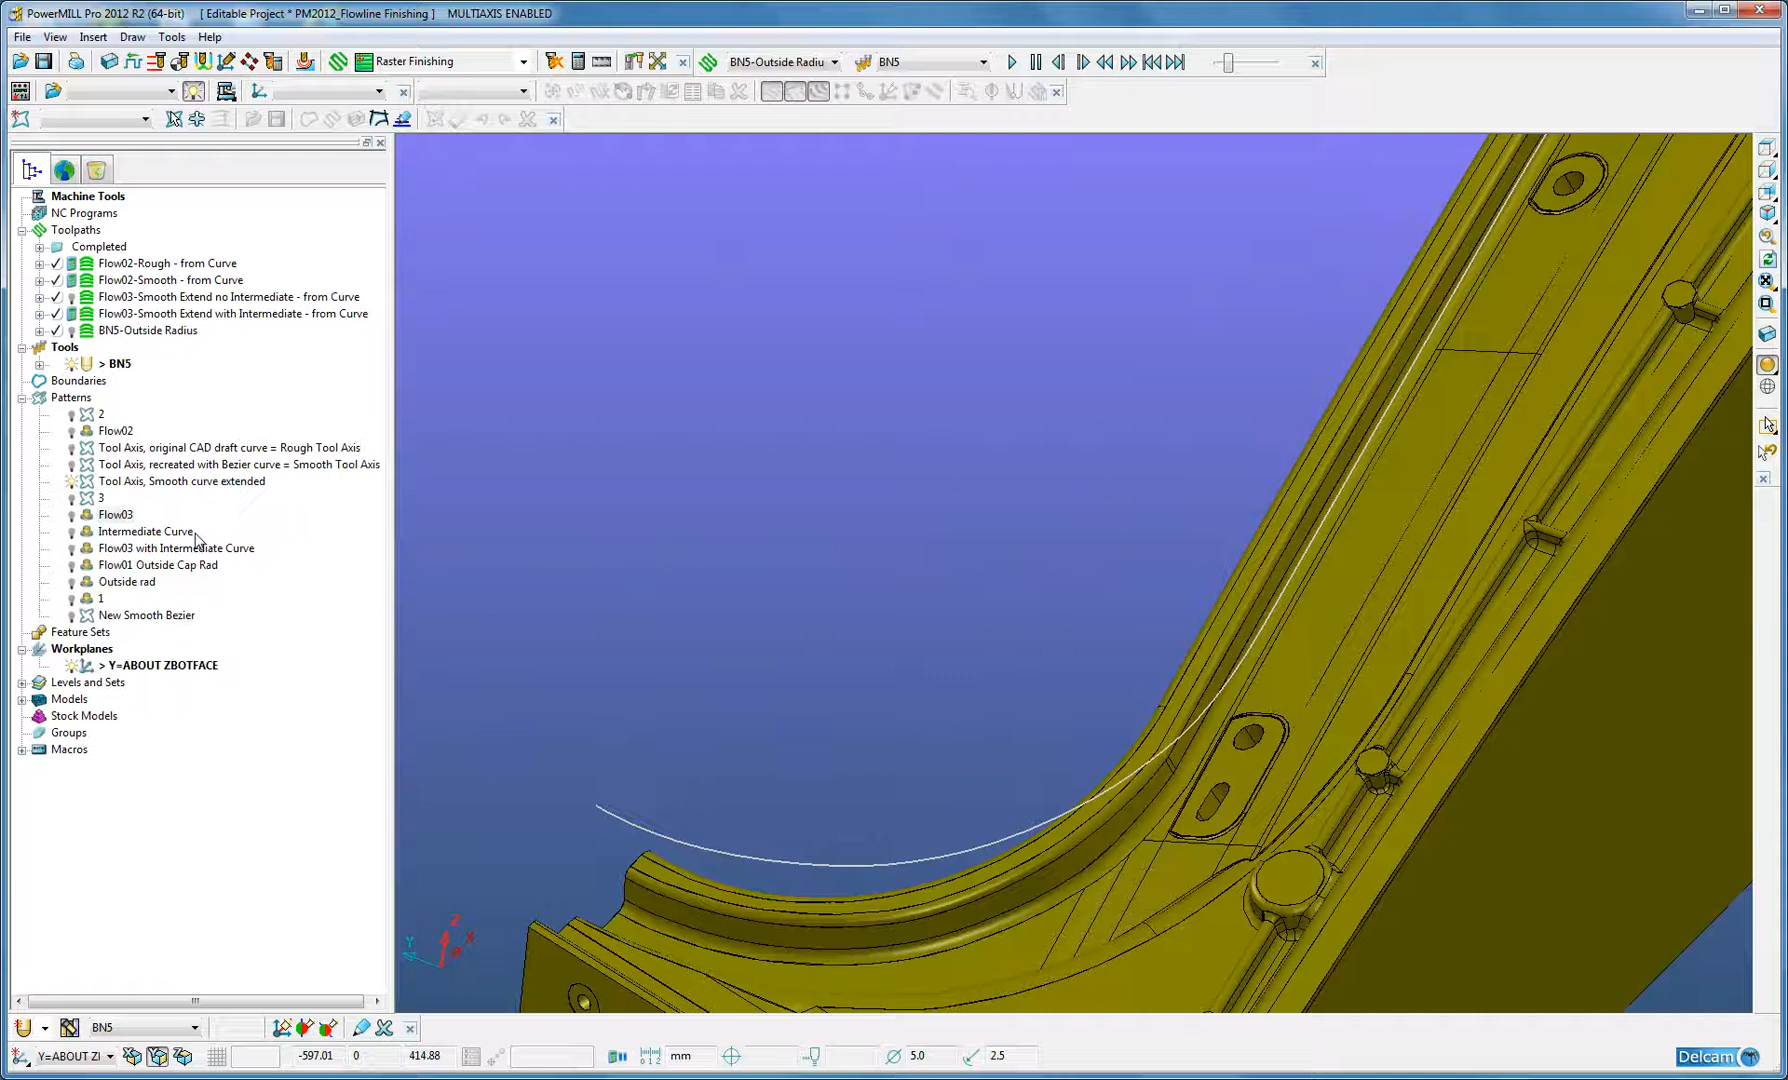 PowerMILL Pro 2012 R2 (64-bit) [ Editable Project * PM2012_Flowline Finishing ] MULTIAXIS ENABLED
File View Insert Draw Tools Help
Raster Finishing BN5-Outside Radiu BN5
Machine Tools
NC Programs
Toolpaths
Completed
Flow02-Rough - from Curve
Flow02-Smooth - from Curve
Flow03-Smooth Extend no Intermediate - from Curve
Flow03-Smooth Extend with Intermediate - from Curve
BN5-Outside Radius
Tools
> BN5
Boundaries
Patterns
2
Flow02
Tool Axis, original CAD draft curve = Rough Tool Axis
Tool Axis, recreated with Bezier curve = Smooth Tool Axis
Tool Axis, Smooth curve extended
3
Flow03
Intermediate Curve
Flow03 with Intermediate Curve
Flow01 Outside Cap Rad
Outside rad
1
New Smooth Bezier
Feature Sets
Workplanes
> Y=ABOUT ZBOTFACE
Levels and Sets
Models
Stock Models
Groups
Macros
Z
Y X
BN5
Y=ABOUT ZI -597.01 0 414.88 mm 5.0 2.5 Delcam